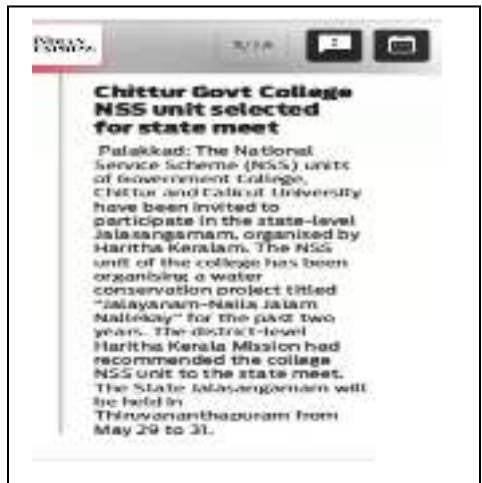 INDIAN
EXPRESS
Chittur Govt College
NSS unit selected
for state meet
Palakkad: The National
Service Scheme (NSS) units
of Government College,
Chittur and Calicut University
have been invited to
participate in the state-level
Jalasangamam, organised by
Haritha Keralam. The NSS
unit of the college has been
organising a water
conservation project titled
"Jalayanam-Nalla Jalam
Nallekay" for the past two
years. The district-level
Haritha Kerala Mission had
recommended the college
NSS unit to the state meet.
The State Jalasangamam will
be held in
Thiruvananthapuram from
May 29 to 31.